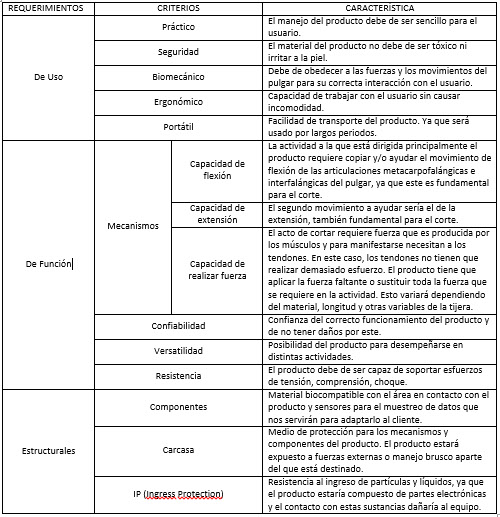 REQUERIMIENTOS CRITERIOS CARACTERÍSTICA
De Uso
Práctico
El manejo del producto debe de ser sencillo para el
usuario.
Seguridad
El material del producto no debe de ser tóxico ni
irritar a la piel.
Biomecánico
Debe de obedecer a las fuerzas y los movimientos del
pulgar para su correcta interacción con el usuario.
Ergonómico
Capacidad de trabajar con el usuario sin causar
incomodidad.
Portátil
Facilidad de transporte del producto. Ya que será
usado por largos periodos.
De Función
Mecanismos
Capacidad de
flexión
La actividad a la que está dirigida principalmente el
producto requiere copiar y/o ayudar el movimiento de
flexión de las articulaciones metacarpofalángicas e
interfalángicas del pulgar, ya que este es fundamental
para el corte.
Capacidad de
extensión
El segundo movimiento a ayudar sería el de la
extensión, también fundamental para el corte.
Capacidad de
realizar fuerza
El acto de cortar requiere fuerza que es producida por
los músculos y para manifestarse necesitan a los
tendones. En este caso, los tendones no tienen que
realizar demasiado esfuerzo. El producto tiene que
aplicar la fuerza faltante o sustituir toda la fuerza que
se requiere en la actividad. Esto variará dependiendo
del material, longitud y otras variables de la tijera.
Confiabilidad
Confianza del correcto funcionamiento del producto y
de no tener daños por este.
Versatilidad
Posibilidad del producto para desempeñarse en
distintas actividades.
Resistencia
El producto debe de ser capaz de soportar esfuerzos
de tensión, comprensión, choque.
Estructurales
Componentes
Material biocompatible con el área en contacto con el
producto y sensores para el muestreo de datos que
nos servirán para adaptarlo al cliente.
Carcasa
Medio de protección para los mecanismos y
componentes del producto. El producto estará
expuesto a fuerzas externas o manejo brusco aparte
del que está destinado.
IP (Ingress Protection)
Resistencia al ingreso de partículas y líquidos, ya que
el producto estaría compuesto de partes electrónicas
y el contacto con estas sustancias dañaría al equipo.